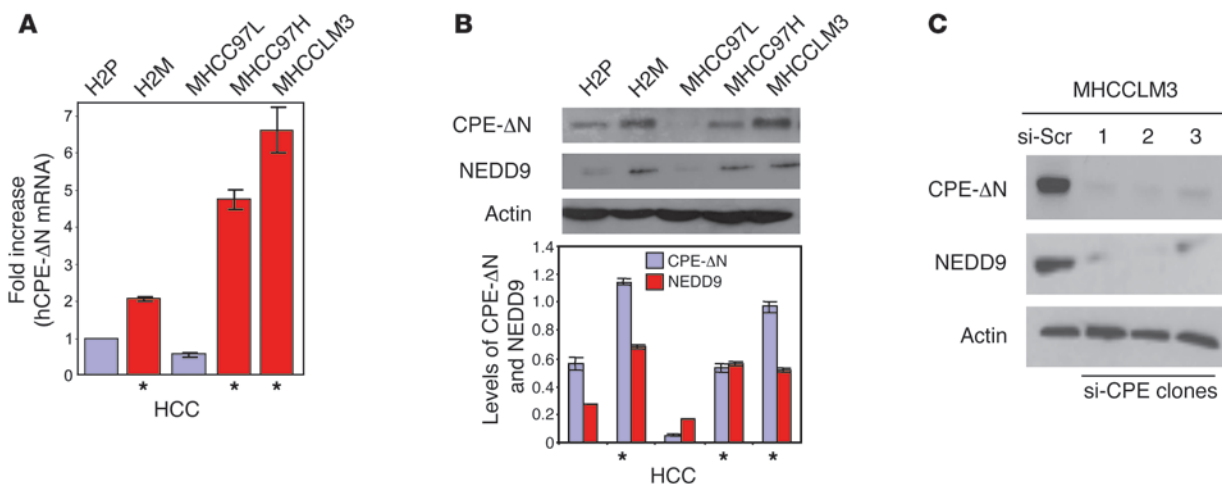 A
H2P
H2M
MHCC97L
MHCC97H
MHCCLM3
Fold increase
(hCPE-ΔN mRNA)
7
6
5
4
3
2
1
0
*
*
*
HCC
B
H2P
H2M
MHCC97L
MHCC97H
MHCCLM3
CPE-ΔN
NEDD9
Actin
Levels of CPE-ΔN
and NEDD9
1.4
1.2
1.0
0.8
0.6
0.4
0.2
0
CPE-ΔN
NEDD9
*
*
*
HCC
C
MHCCLM3
si-Scr 1 2 3
CPE-ΔN
NEDD9
Actin
si-CPE clones